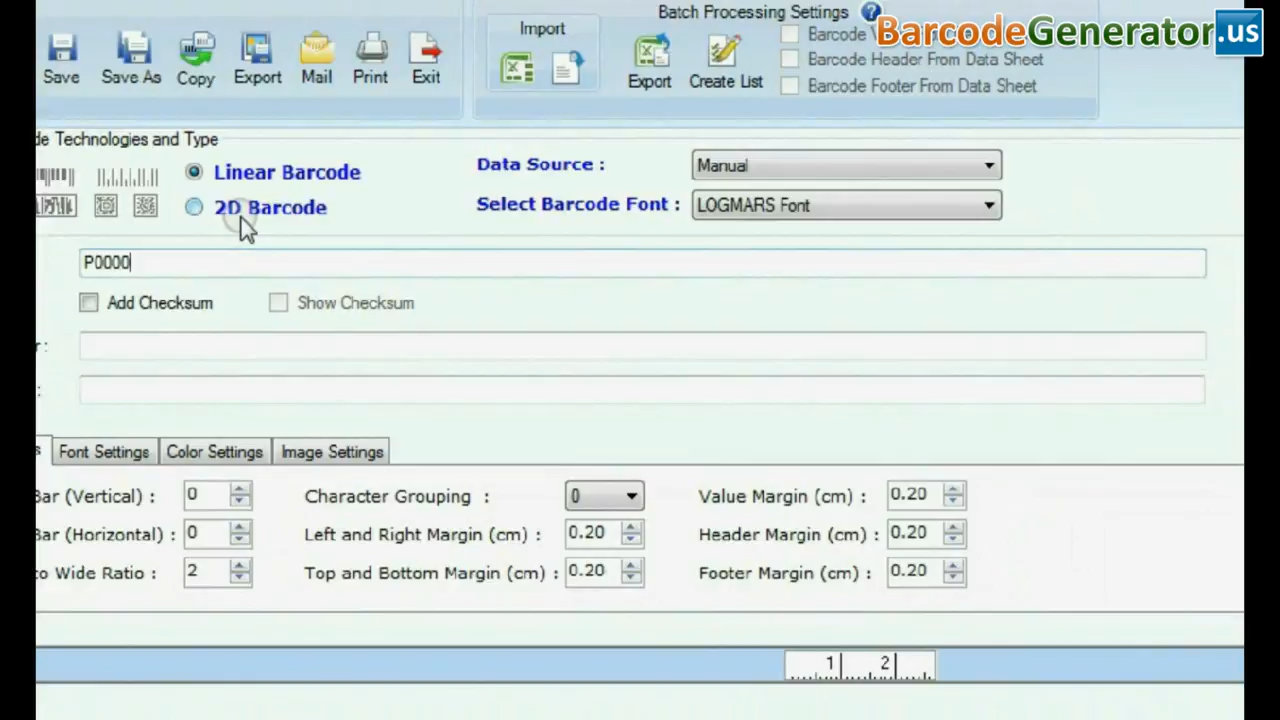 Batch Processing Settings ?
BarcodeGenerator.us
Import
Barcode
Barcode Header From Data Sheet
Barcode Footer From Data Sheet
Save Save As Copy Export Mail Print Exit Export Create List
de Technologies and Type
Linear Barcode Data Source : Manual
2D Barcode Select Barcode Font : LOGMARS Font
P0000
Add Checksum Show Checksum
r :
:
s Font Settings Color Settings Image Settings
Bar (Vertical) : 0 Character Grouping : 0 Value Margin (cm) : 0.20
Bar (Horizontal) : 0 Left and Right Margin (cm) : 0.20 Header Margin (cm) : 0.20
to Wide Ratio : 2 Top and Bottom Margin (cm) : 0.20 Footer Margin (cm) : 0.20
1 2